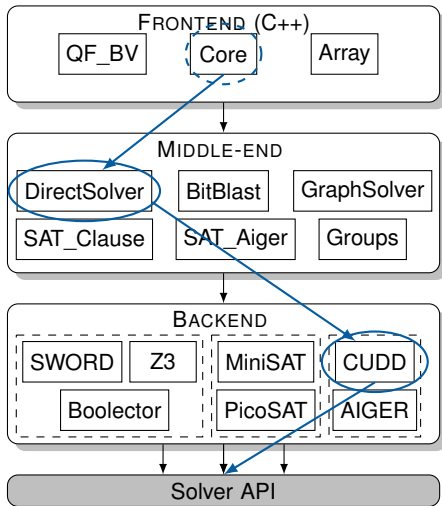 FRONTEND (C++)
QF_BV Core Array
MIDDLE-END
DirectSolver BitBlast GraphSolver
SAT_Clause SAT_Aiger Groups
BACKEND
SWORD Z3 MiniSAT CUDD
Boolector PicoSAT AIGER
Solver API